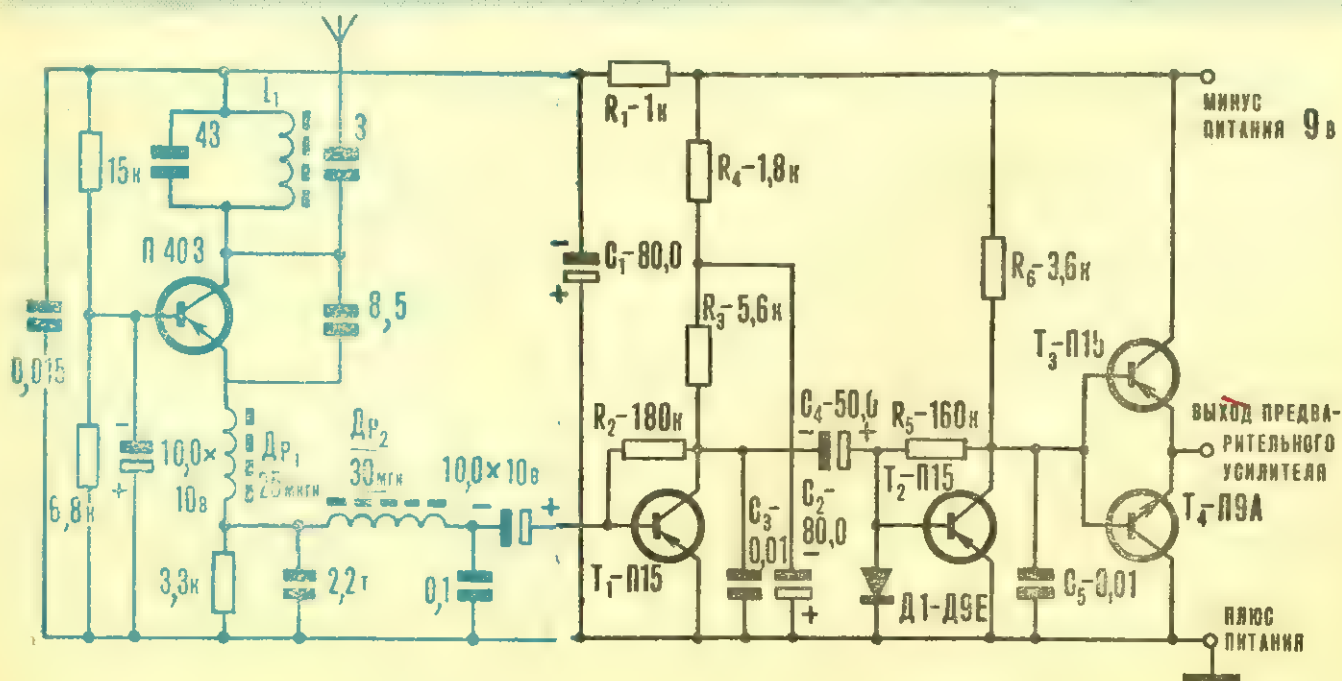 L₁
43
3
15к
П 403
8,5
0,015
10,0×
10в
Др₁
25мкгн
6,8к
Др₂
30мгн
10,0×10в
3,3к
2,2т
0,1
R₁-1к
R₄-1,8к
C₁-80,0
R₃-5,6к
R₂-180к
C₄-50,0
R₅-160к
R₆-3,6к
T₁-П15
C₃-
0,01
C₂-
80,0
T₂-П15
Д1-Д9Е
C₅-0,01
T₃-П15
T₄-П9А
МИНУС
ПИТАНИЯ 9в
ВЫХОД ПРЕДВА-
РИТЕЛЬНОГО
УСИЛИТЕЛЯ
ПЛЮС
ПИТАНИЯ